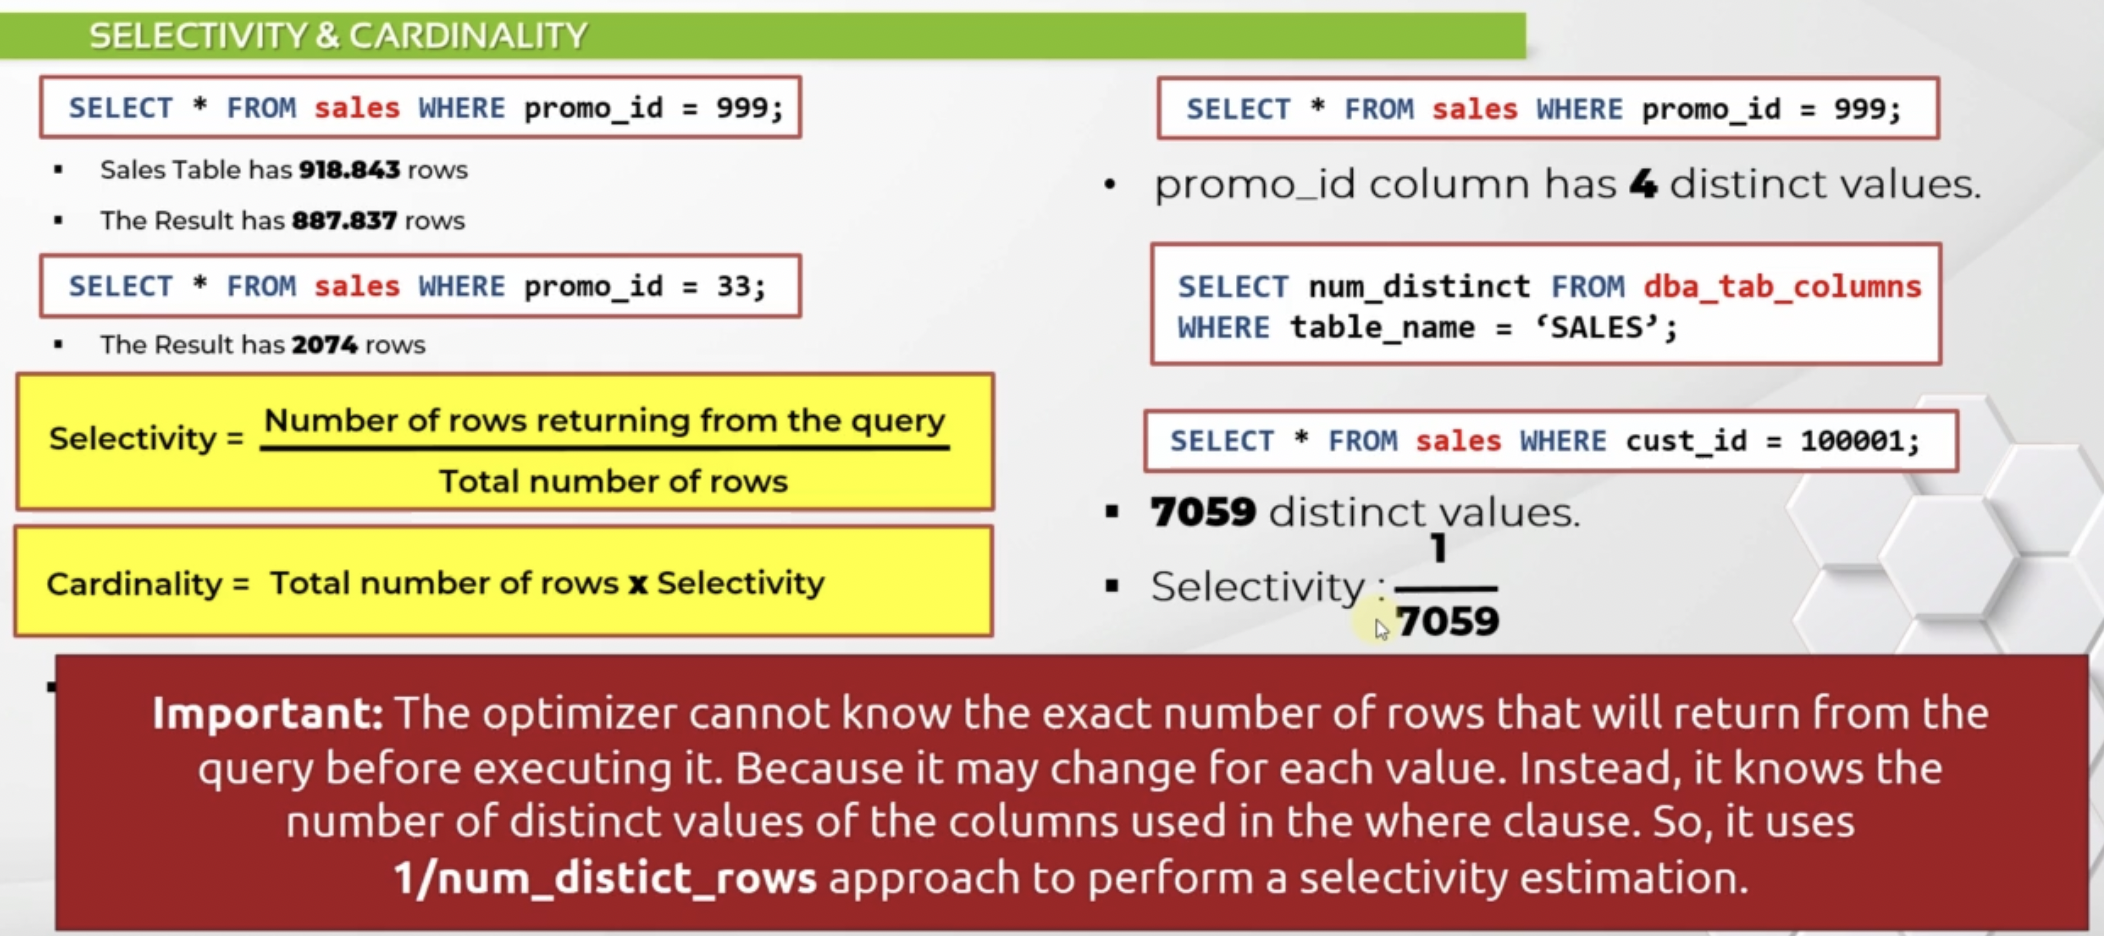 SELECTIVITY & CARDINALITY
SELECT * FROM sales WHERE promo_id = 999;
▪ Sales Table has 918.843 rows
▪ The Result has 887.837 rows
SELECT * FROM sales WHERE promo_id = 33;
▪ The Result has 2074 rows
Selectivity = Number of rows returning from the query
Total number of rows
Cardinality = Total number of rows x Selectivity
SELECT * FROM sales WHERE promo_id = 999;
• promo_id column has 4 distinct values.
SELECT num_distinct FROM dba_tab_columns
WHERE table_name = ‘SALES’;
SELECT * FROM sales WHERE cust_id = 100001;
▪ 7059 distinct values.
▪ Selectivity : 1
7059
Important: The optimizer cannot know the exact number of rows that will return from the
query before executing it. Because it may change for each value. Instead, it knows the
number of distinct values of the columns used in the where clause. So, it uses
1/num_distict_rows approach to perform a selectivity estimation.